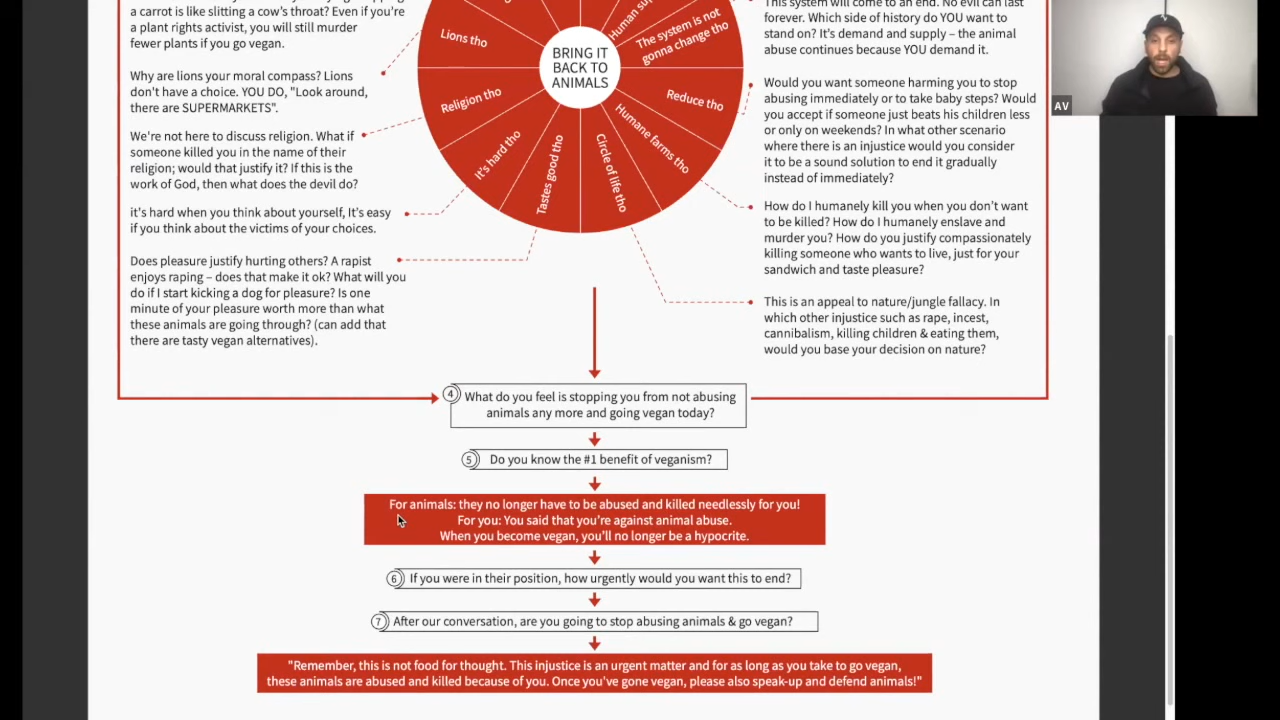 a carrot is like slitting a cow's throat? Even if you're
a plant rights activist, you will still murder
fewer plants if you go vegan.
Why are lions your moral compass? Lions
don't have a choice. YOU DO, "Look around,
there are SUPERMARKETS".
We're not here to discuss religion. What if
someone killed you in the name of their
religion; would that justify it? If this is the
work of God, then what does the devil do?
it's hard when you think about yourself, It's easy
if you think about the victims of your choices.
Does pleasure justify hurting others? A rapist
enjoys raping – does that make it ok? What will you
do if I start kicking a dog for pleasure? Is one
minute of your pleasure worth more than what
these animals are going through? (can add that
there are tasty vegan alternatives).
Lions tho
Religion tho
It's hard tho
Tastes good tho
Circle of life tho
Humane farms tho
Reduce tho
The system is not
gonna change tho
Human
BRING IT
BACK TO
ANIMALS
This system will come to an end. No evil can last
forever. Which side of history do YOU want to
stand on? It's demand and supply – the animal
abuse continues because YOU demand it.
Would you want someone harming you to stop
abusing immediately or to take baby steps? Would
you accept if someone just beats his children less
or only on weekends? In what other scenario
where there is an injustice would you consider
it to be a sound solution to end it gradually
instead of immediately?
How do I humanely kill you when you don't want
to be killed? How do I humanely enslave and
murder you? How do you justify compassionately
killing someone who wants to live, just for your
sandwich and taste pleasure?
This is an appeal to nature/jungle fallacy. In
which other injustice such as rape, incest,
cannibalism, killing children & eating them,
would you base your decision on nature?
AV
4 What do you feel is stopping you from not abusing
animals any more and going vegan today?
5 Do you know the #1 benefit of veganism?
For animals: they no longer have to be abused and killed needlessly for you!
For you: You said that you're against animal abuse.
When you become vegan, you'll no longer be a hypocrite.
6 If you were in their position, how urgently would you want this to end?
7 After our conversation, are you going to stop abusing animals & go vegan?
"Remember, this is not food for thought. This injustice is an urgent matter and for as long as you take to go vegan,
these animals are abused and killed because of you. Once you've gone vegan, please also speak-up and defend animals!"